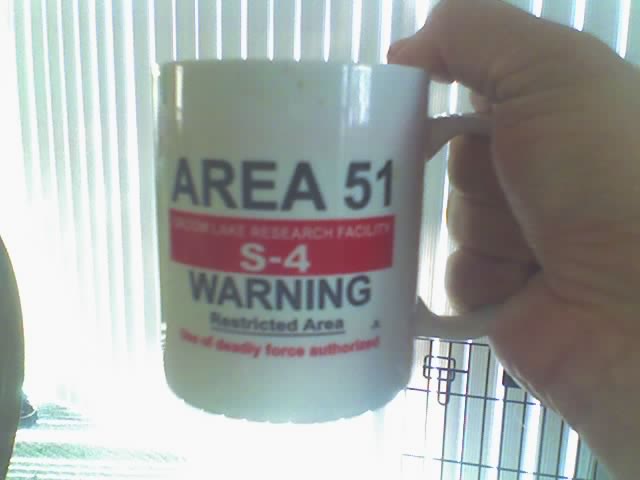 AREA 51
GROOM LAKE RESEARCH FACILITY
S-4
WARNING
Restricted Area
Use of deadly force authorized